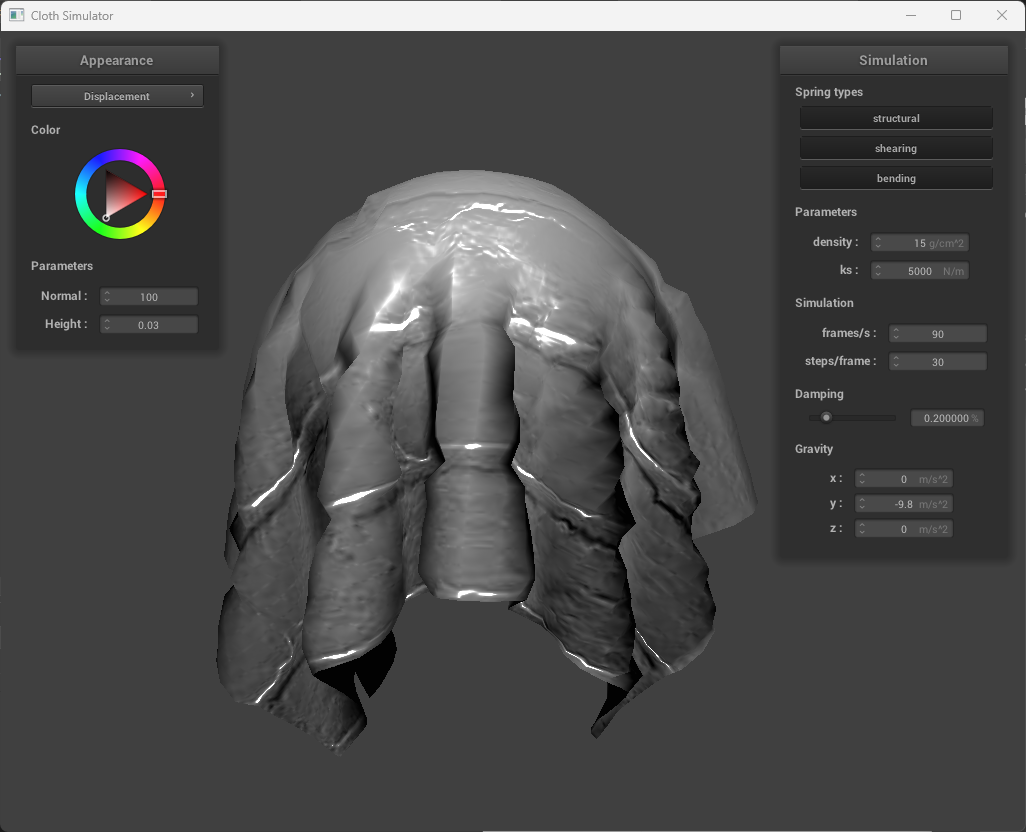 Cloth Simulator
Appearance
Displacement
Color
Parameters
Normal : 100
Height : 0.03
Simulation
Spring types
structural
shearing
bending
Parameters
density : 15 g/cm^2
ks : 5000 N/m
Simulation
frames/s : 90
steps/frame : 30
Damping
0.200000 %
Gravity
x : 0 m/s^2
y : -9.8 m/s^2
z : 0 m/s^2